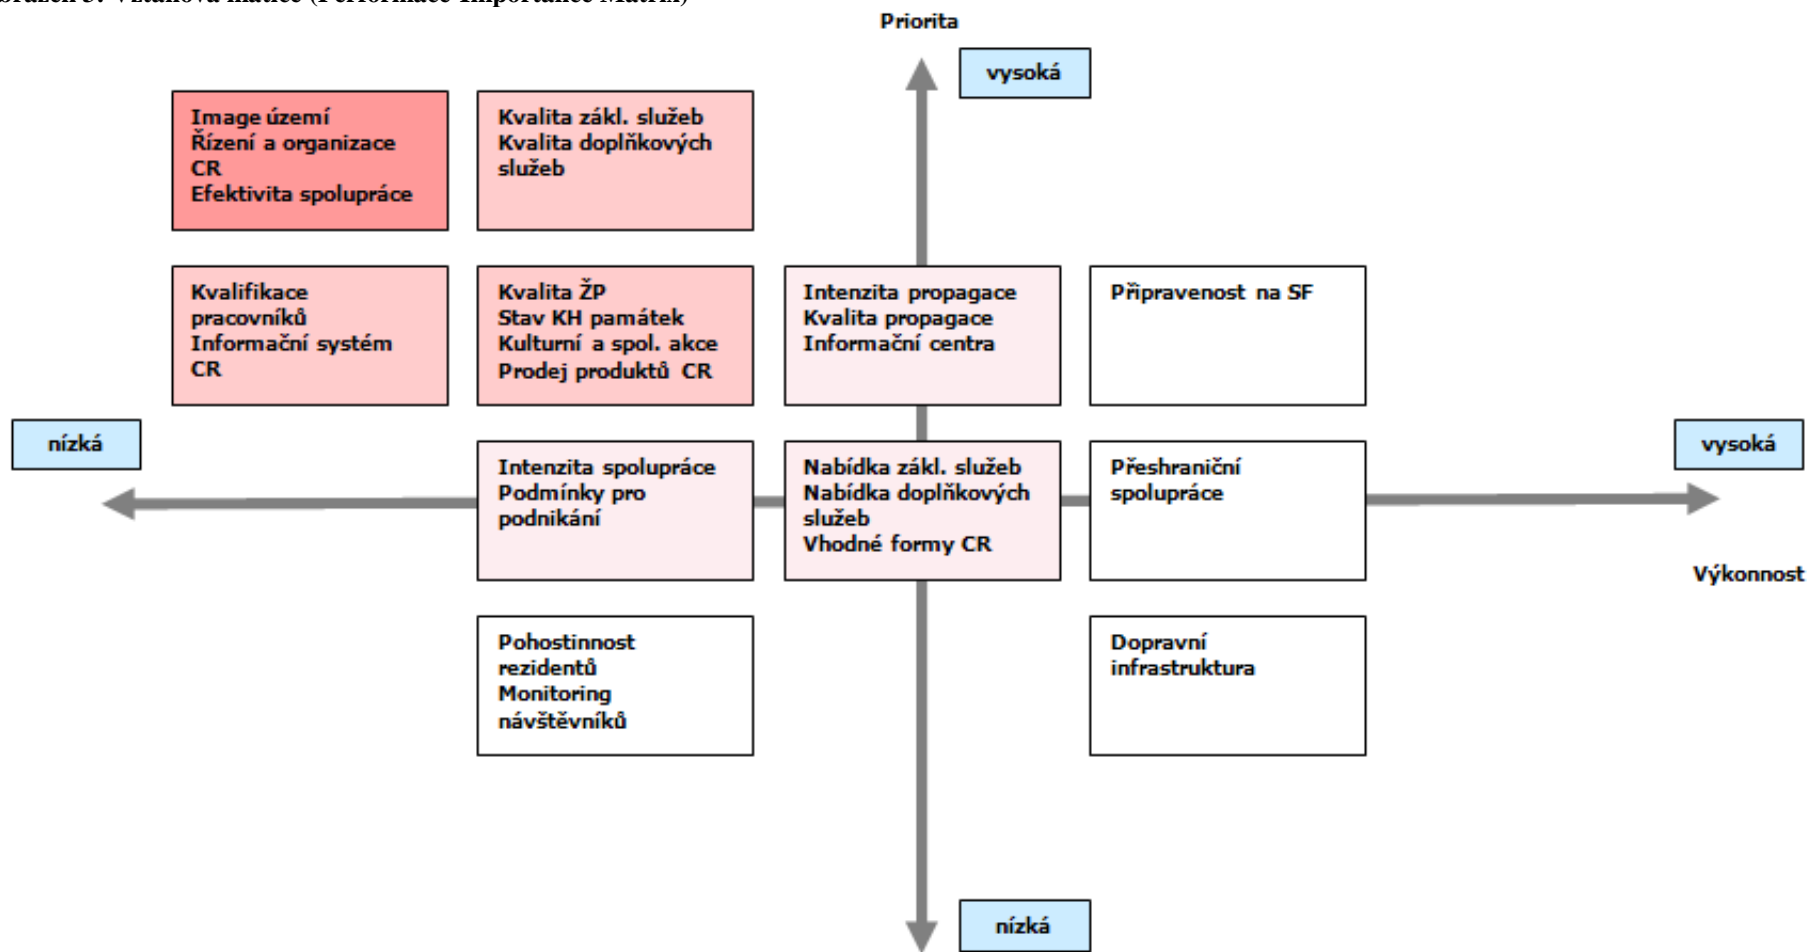 Priorita
vysoká
Image území
Řízení a organizace
CR
Efektivita spolupráce
Kvalita zákl. služeb
Kvalita doplňkových
služeb
Kvalifikace
pracovníků
Informační systém
CR
Kvalita ŽP
Stav KH památek
Kulturní a spol. akce
Prodej produktů CR
Intenzita propagace
Kvalita propagace
Informační centra
Připravenost na SF
nízká
Intenzita spolupráce
Podmínky pro
podnikání
Nabídka zákl. služeb
Nabídka doplňkových
služeb
Vhodné formy CR
Přeshraniční
spolupráce
vysoká
Výkonnost
Pohostinnost
rezidentů
Monitoring
návštěvníků
Dopravní
infrastruktura
nízká